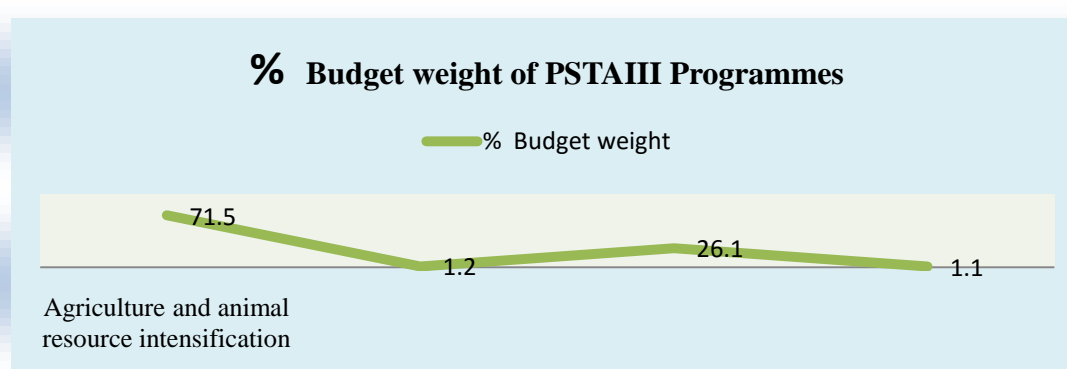 % Budget weight of PSTAIII Programmes
% Budget weight
71.5
1.2
26.1
1.1
Agriculture and animal
resource intensification